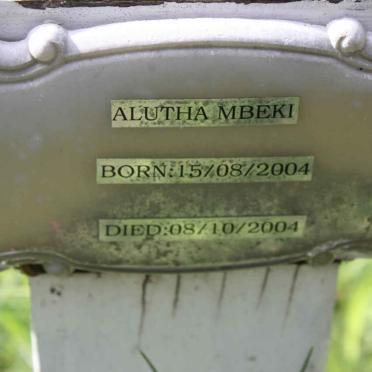 ALUTHA MBEKI
BORN:15/08/2004
DIED:08/10/2004